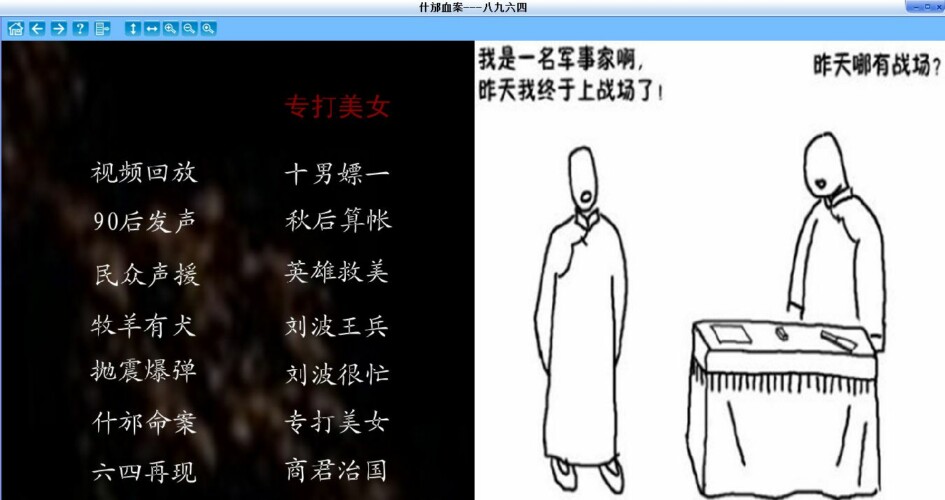 什邡血案---八九六四
专打美女
视频回放
十男嫖一
90后发声
秋后算帐
民众声援
英雄救美
牧羊有犬
刘波王兵
抛震爆弹
刘波很忙
什邡命案
专打美女
六四再现
商君治国
我是一名军事家啊，
昨天我终于上战场了！
昨天哪有战场？